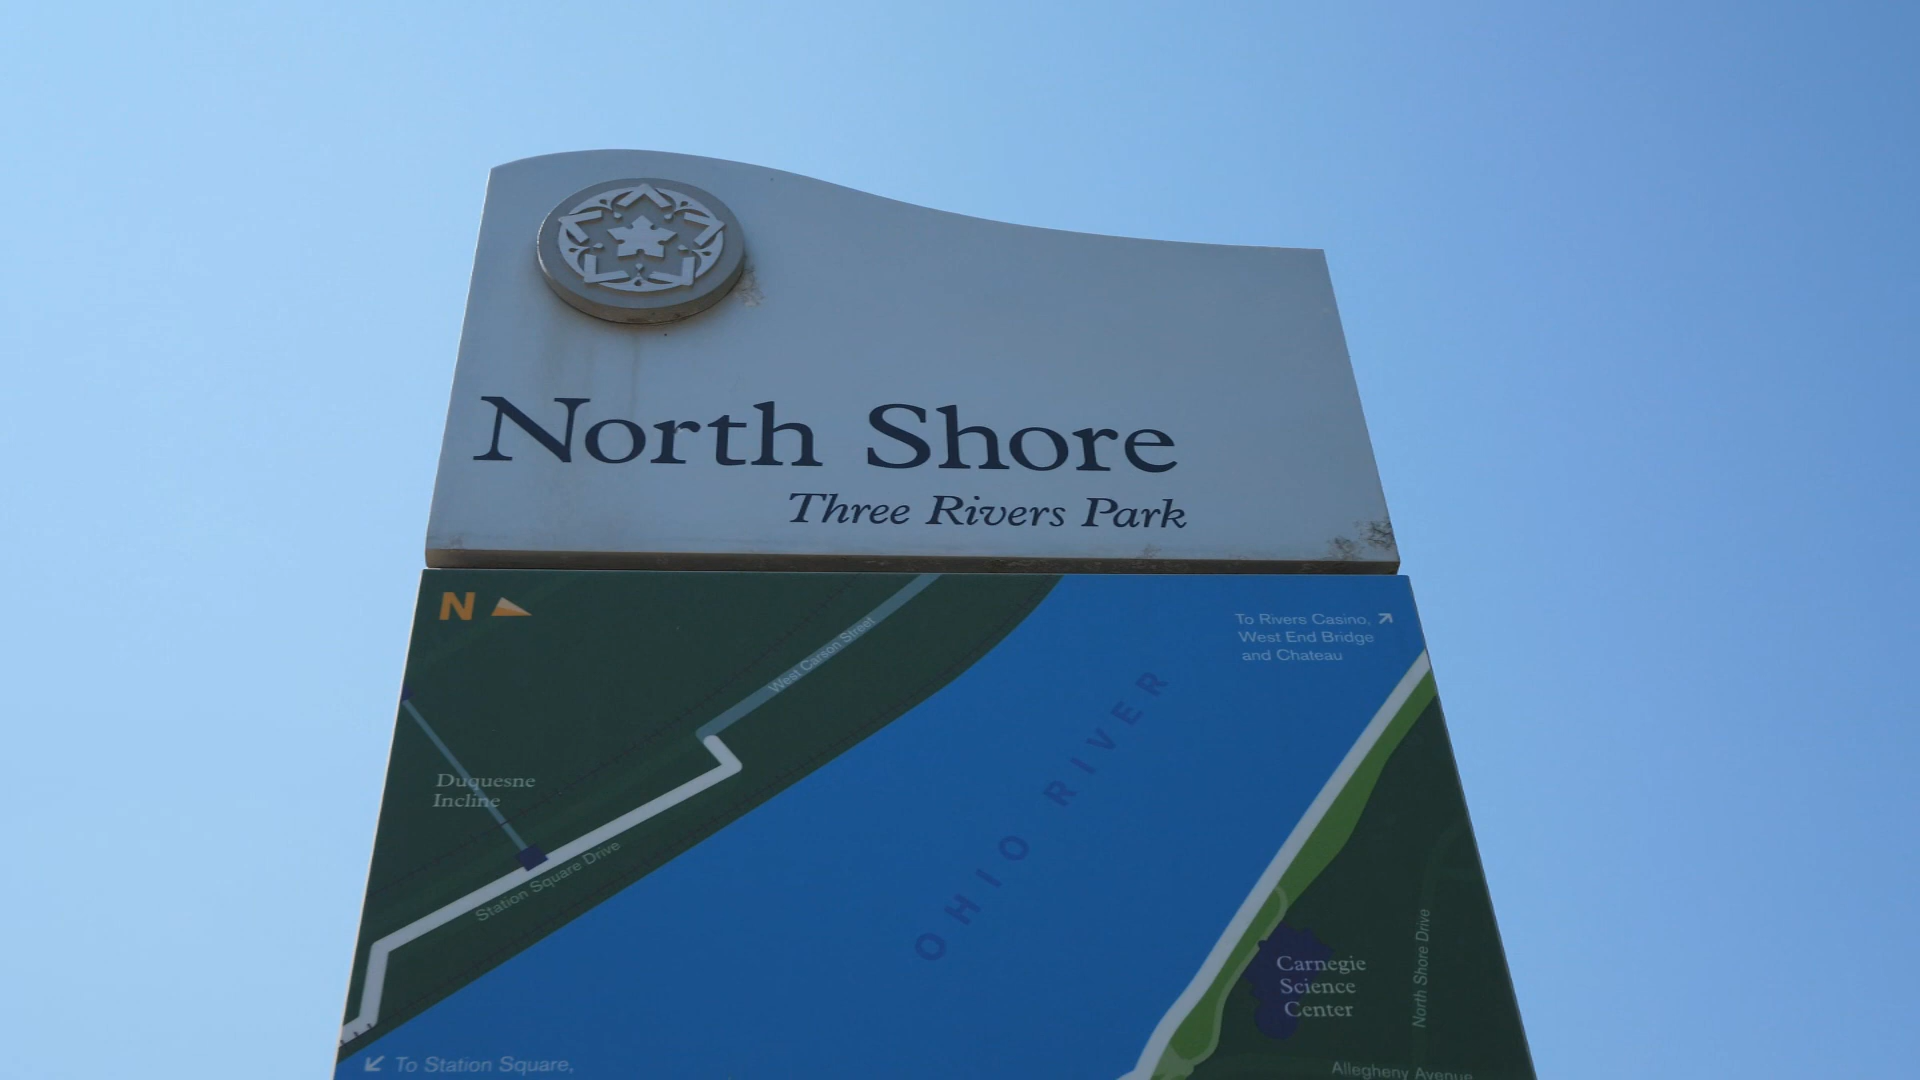 North Shore
Three Rivers Park
N
To Rivers Casino,
West End Bridge
and Chateau
West Carson Street
OHIO RIVER
Duquesne
Incline
Station Square Drive
Carnegie
Science
Center
North Shore Drive
To Station Square,
Allegheny Avenue